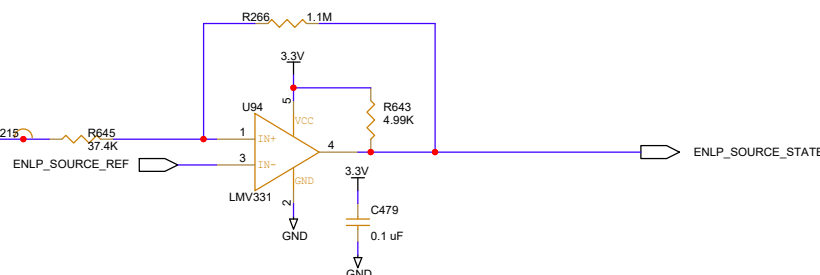 R266 1.1M
3.3V
U94
5
VCC
R643
4.99K
215
R645
37.4K
1
IN+
4
ENLP_SOURCE_REF
3
IN-
ENLP_SOURCE_STATE
GND
LMV331
2
GND
3.3V
C479
0.1 uF
GND